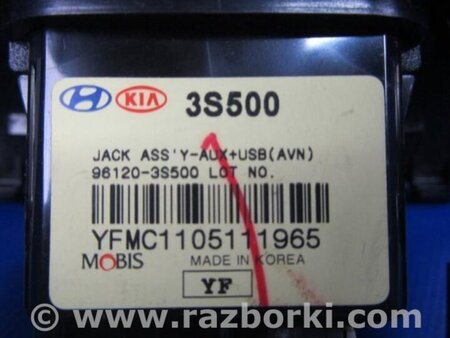 KIA 3S500
JACK ASS'Y-AUX+USB(AVN)
96120-3S500 LOT NO.
YFMC1105111965
MOBIS MADE IN KOREA
YF
© www.razborki.com/